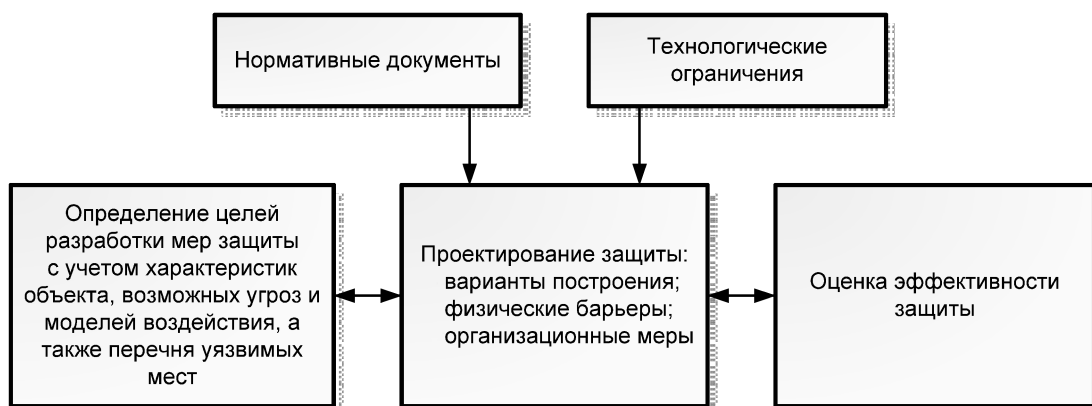 Нормативные документы
Технологические
ограничения
Определение целей
разработки мер защиты
с учетом характеристик
объекта, возможных угроз и
моделей воздействия, а
также перечня уязвимых
мест
Проектирование защиты:
варианты построения;
физические барьеры;
организационные меры
Оценка эффективности
защиты